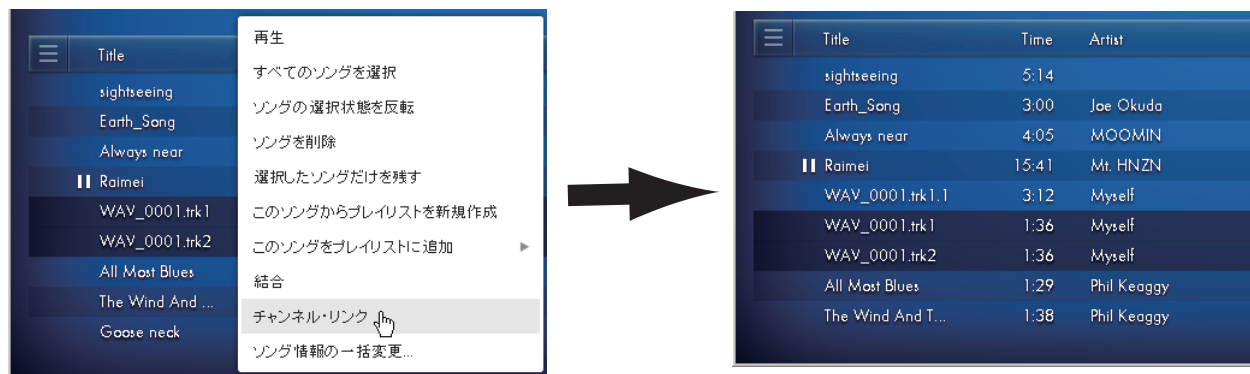 Title
sightseeing
Earth_Song
Always near
Raimei
WAV_0001.trk1
WAV_0001.trk2
All Most Blues
The Wind And ...
Goose neck
再生
すべてのソングを選択
ソングの選択状態を反転
ソングを削除
選択したソングだけを残す
このソングからプレイリストを新規作成
このソングをプレイリストに追加
結合
チャンネル・リンク
ソング情報の一括変更...
Title Time Artist
sightseeing 5:14
Earth_Song 3:00 Joe Okuda
Always near 4:05 MOOMIN
Raimei 15:41 Mt. HNZN
WAV_0001.trk1.1 3:12 Myself
WAV_0001.trk1 1:36 Myself
WAV_0001.trk2 1:36 Myself
All Most Blues 1:29 Phil Keaggy
The Wind And T... 1:38 Phil Keaggy